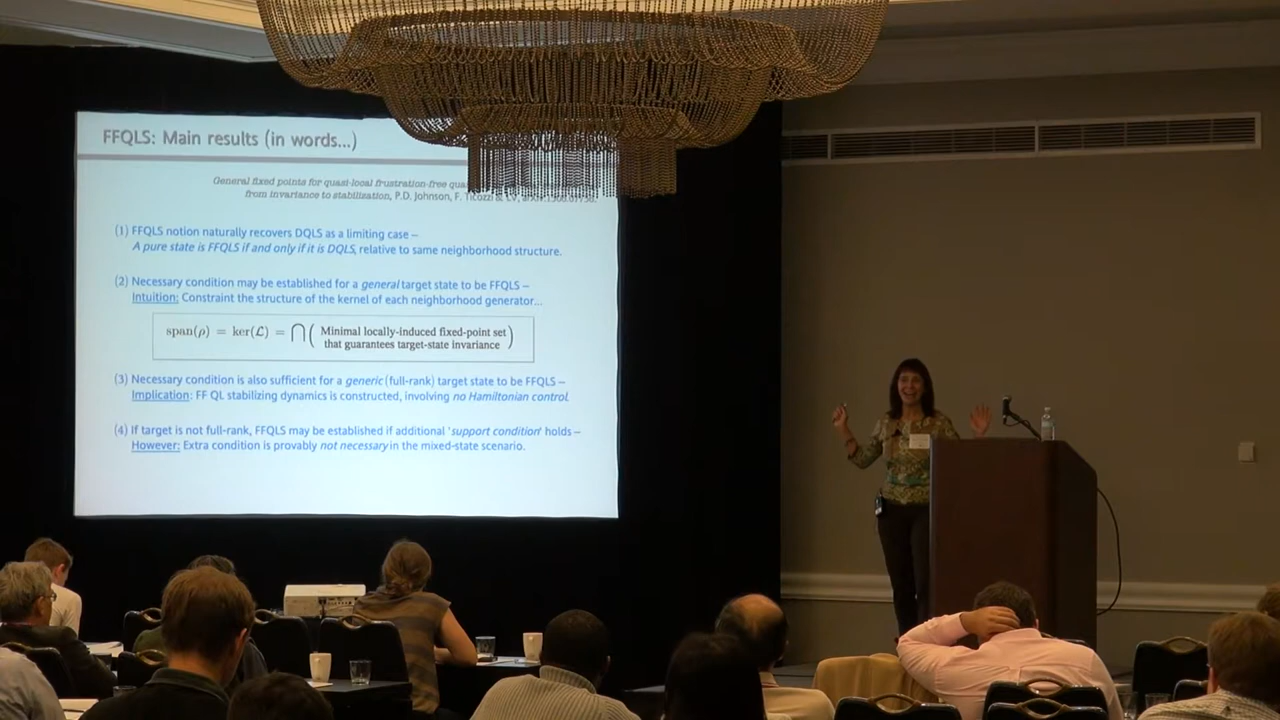 FFQLS: Main results (in words...)
General fixed points for quasi-local frustration-free
from invariance to stabilization, P.D. Johnson, F. Ticozzi & LV,
(1) FFQLS notion naturally recovers DQLS as a limiting case –
A pure state is FFQLS if and only if it is DQLS, relative to same neighborhood structure.
(2) Necessary condition may be established for a general target state to be FFQLS –
Intuition: Constraint the structure of the kernel of each neighborhood generator...
span(ρ) = ker(ℒ) = ⋂ ( Minimal locally-induced fixed-point set
that guarantees target-state invariance )
(3) Necessary condition is also sufficient for a generic (full-rank) target state to be FFQLS –
Implication: FF QL stabilizing dynamics is constructed, involving no Hamiltonian control.
(4) If target is not full-rank, FFQLS may be established if additional 'support condition' holds –
However: Extra condition is provably not necessary in the mixed-state scenario.